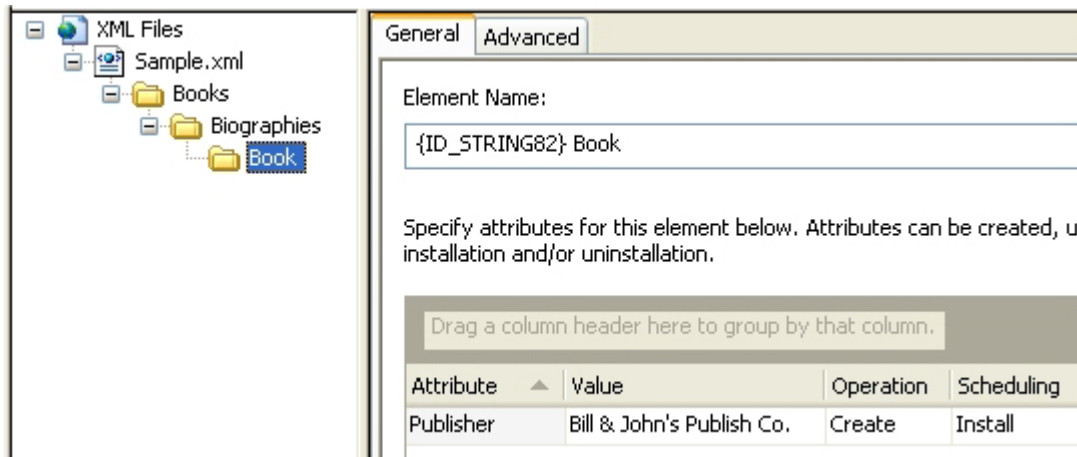 XML Files
Sample.xml
Books
Biographies
Book
General
Advanced
Element Name:
{ID_STRING82} Book
Specify attributes for this element below. Attributes can be created, u
installation and/or uninstallation.
Drag a column header here to group by that column.
Attribute Value Operation Scheduling
Publisher Bill & John's Publish Co. Create Install